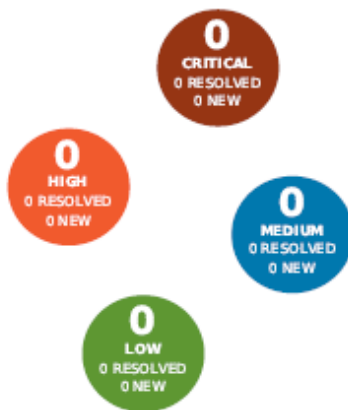 0
CRITICAL
0 RESOLVED
0 NEW
0
HIGH
0 RESOLVED
0 NEW
0
MEDIUM
0 RESOLVED
0 NEW
0
LOW
0 RESOLVED
0 NEW